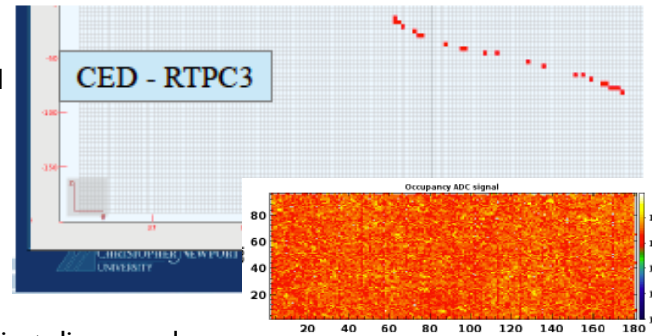 CED - RTPC3
-100
-150
Occupancy ADC signal
80
60
40
20
20 40 60 80 100 120 140 160 180
CHRISTOPHER NEWPORT
UNIVERSITY